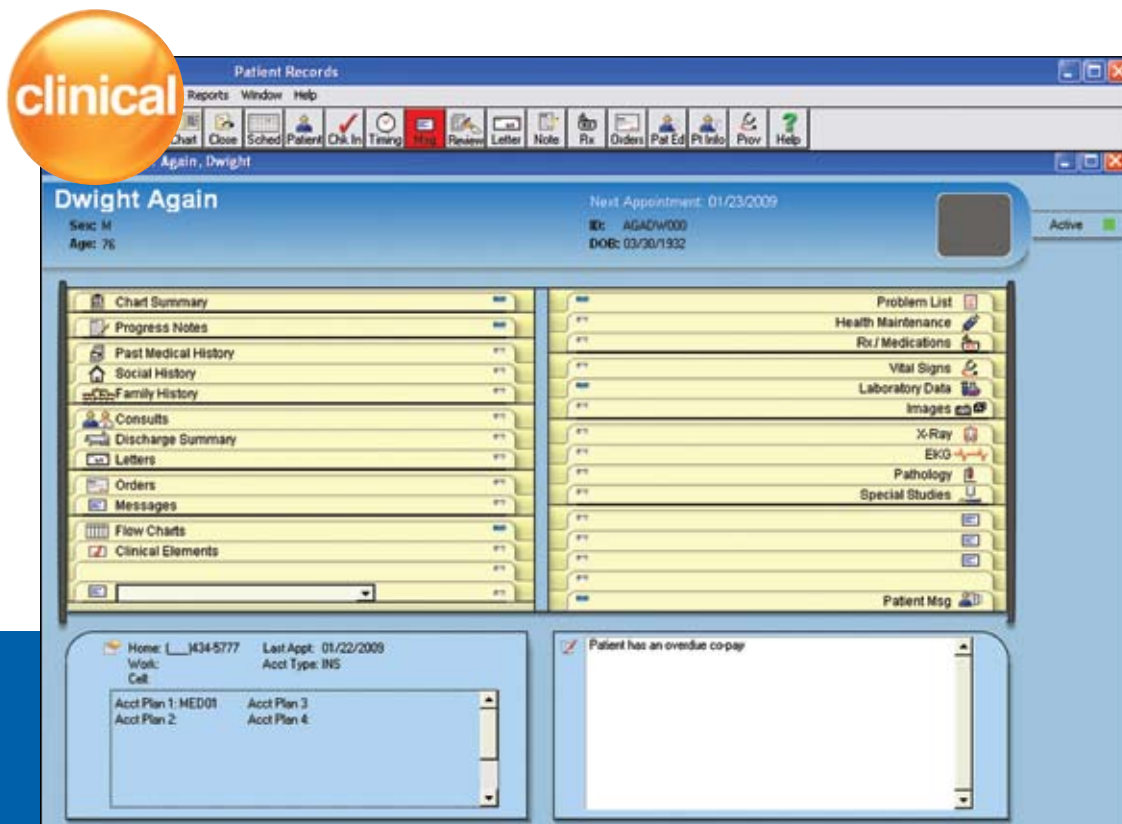 clinical
Patient Records
Reports Window Help
Chart Close Sched Patient Chk In Timing Msg Review Letter Note Rx Orders Pat Ed Pt Info Prov Help
Again, Dwight
Dwight Again
Sex: M
Age: 76
Next Appointment: 01/23/2009
ID: AGADW000
DOB: 03/30/1932
Active
Chart Summary
Progress Notes
Past Medical History
Social History
Family History
Consults
Discharge Summary
Letters
Orders
Messages
Flow Charts
Clinical Elements
Problem List
Health Maintenance
Rx / Medications
Vital Signs
Laboratory Data
Images
X-Ray
EKG
Pathology
Special Studies
Patient Msg
Home: (___)434-5777 Last Appt: 01/22/2009
Work: Acct Type: INS
Cell:
Acct Plan 1: MED01 Acct Plan 3
Acct Plan 2: Acct Plan 4:
Patient has an overdue co-pay